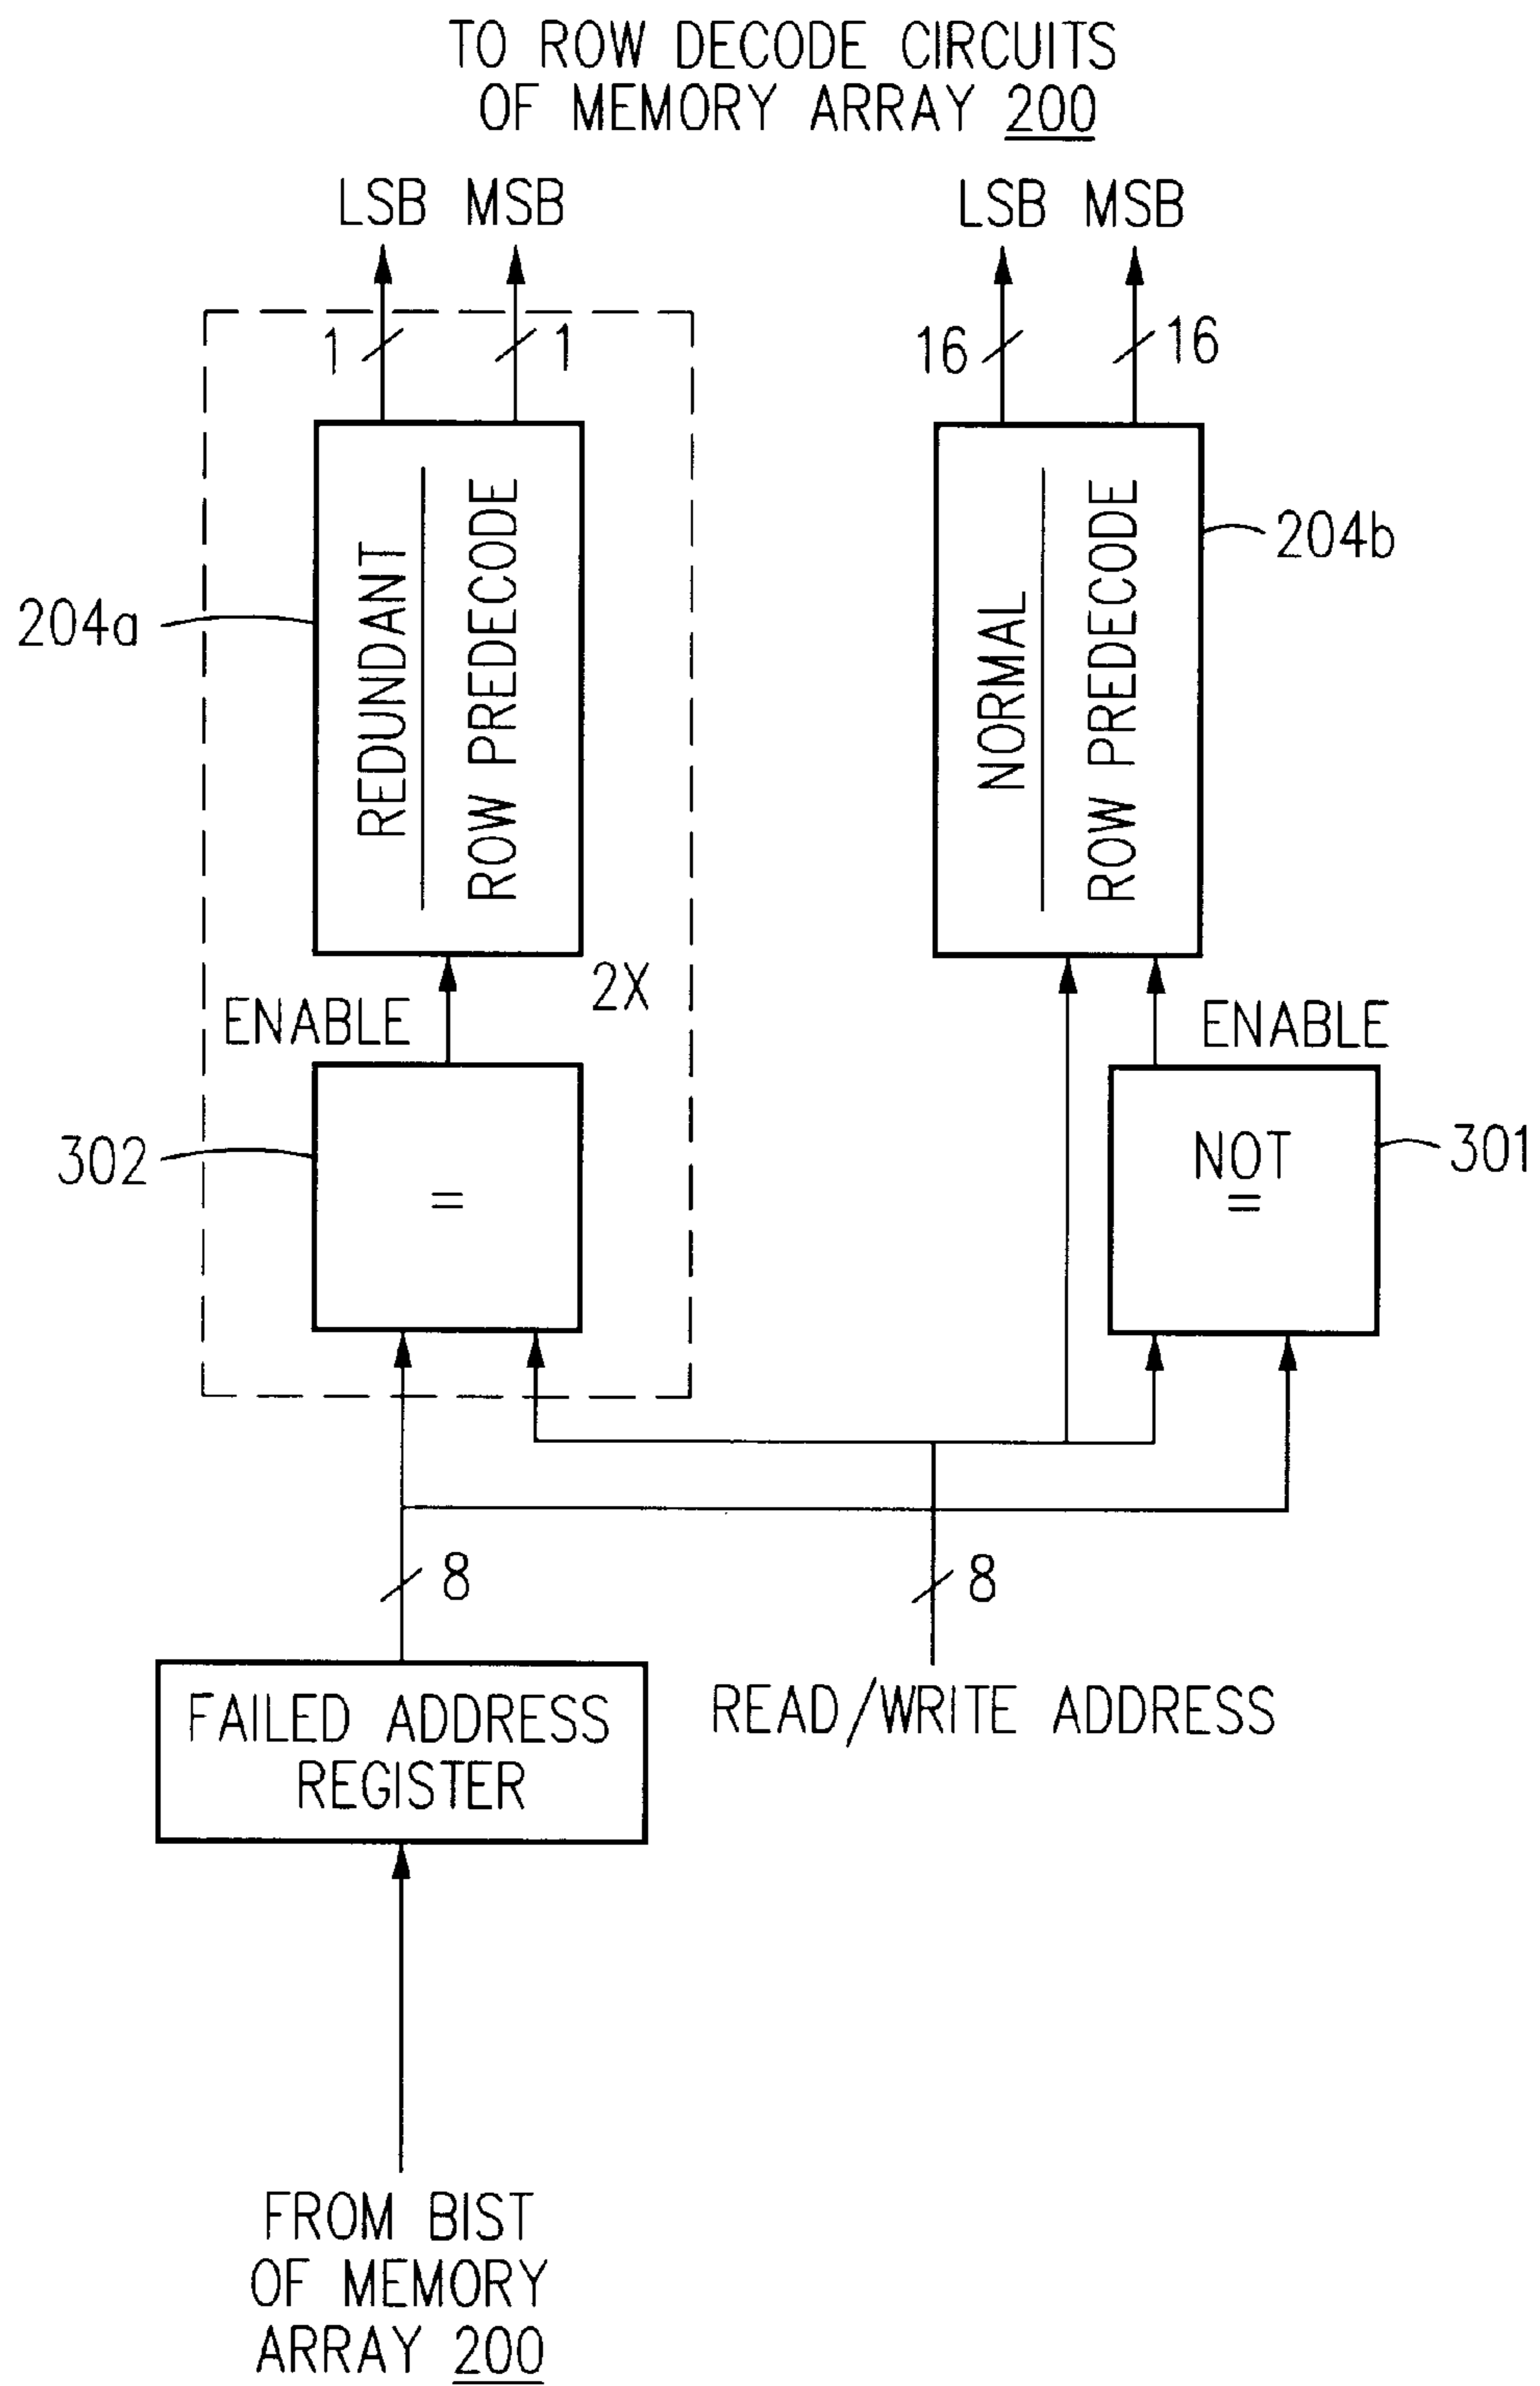 TO ROW DECODE CIRCUITS
OF MEMORY ARRAY 200
LSB MSB
LSB MSB
1
1
16
16
REDUNDANT
ROW PREDECODE
NORMAL
ROW PREDECODE
204a
204b
2X
ENABLE
ENABLE
302
=
NOT
=
301
8
8
FAILED ADDRESS
REGISTER
READ/WRITE ADDRESS
FROM BIST
OF MEMORY
ARRAY 200